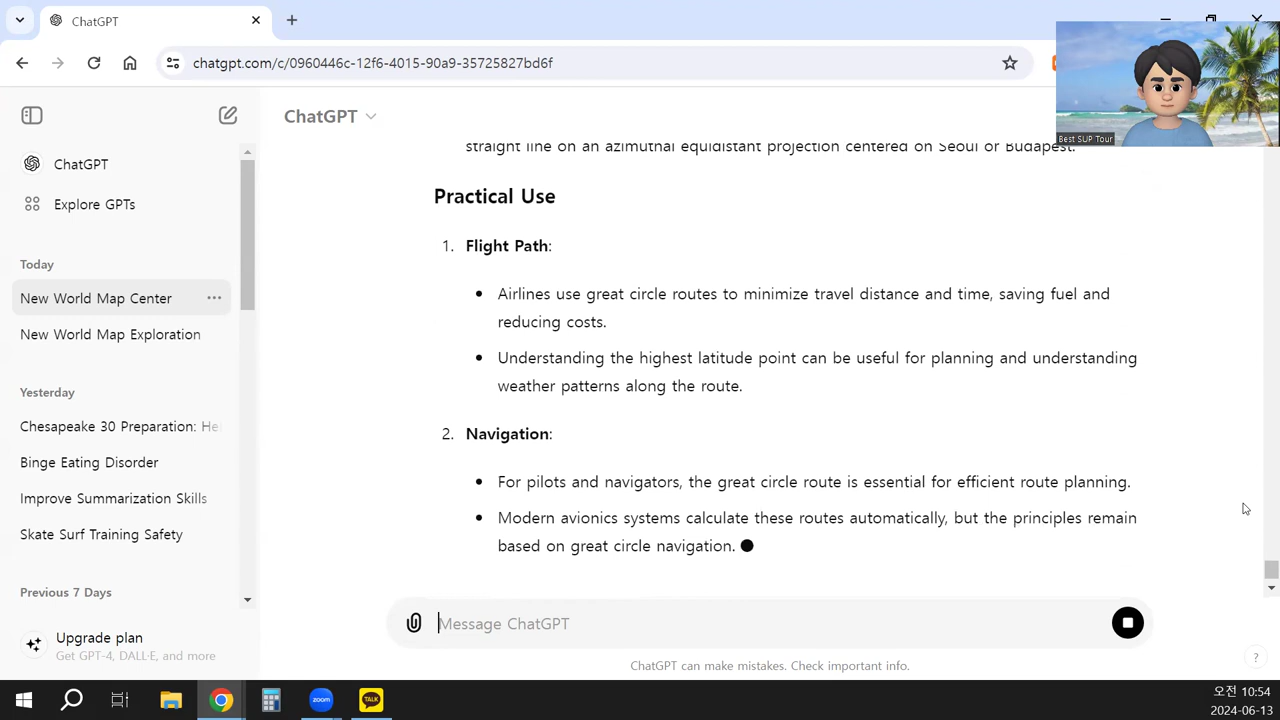 ChatGPT
chatgpt.com/c/0960446c-12f6-4015-90a9-35725827bd6f
Best SUP Tour
ChatGPT
ChatGPT
Explore GPTs
Today
New World Map Center
New World Map Exploration
Yesterday
Chesapeake 30 Preparation: He
Binge Eating Disorder
Improve Summarization Skills
Skate Surf Training Safety
Previous 7 Days
Upgrade plan
Get GPT-4, DALL·E, and more
straight line on an azimuthal equidistant projection centered on Seoul or Budapest.
Practical Use
1. Flight Path:
• Airlines use great circle routes to minimize travel distance and time, saving fuel and
reducing costs.
• Understanding the highest latitude point can be useful for planning and understanding
weather patterns along the route.
2. Navigation:
• For pilots and navigators, the great circle route is essential for efficient route planning.
• Modern avionics systems calculate these routes automatically, but the principles remain
based on great circle navigation.
Message ChatGPT
ChatGPT can make mistakes. Check important info.
?
zoom
TALK
오전 10:54
2024-06-13